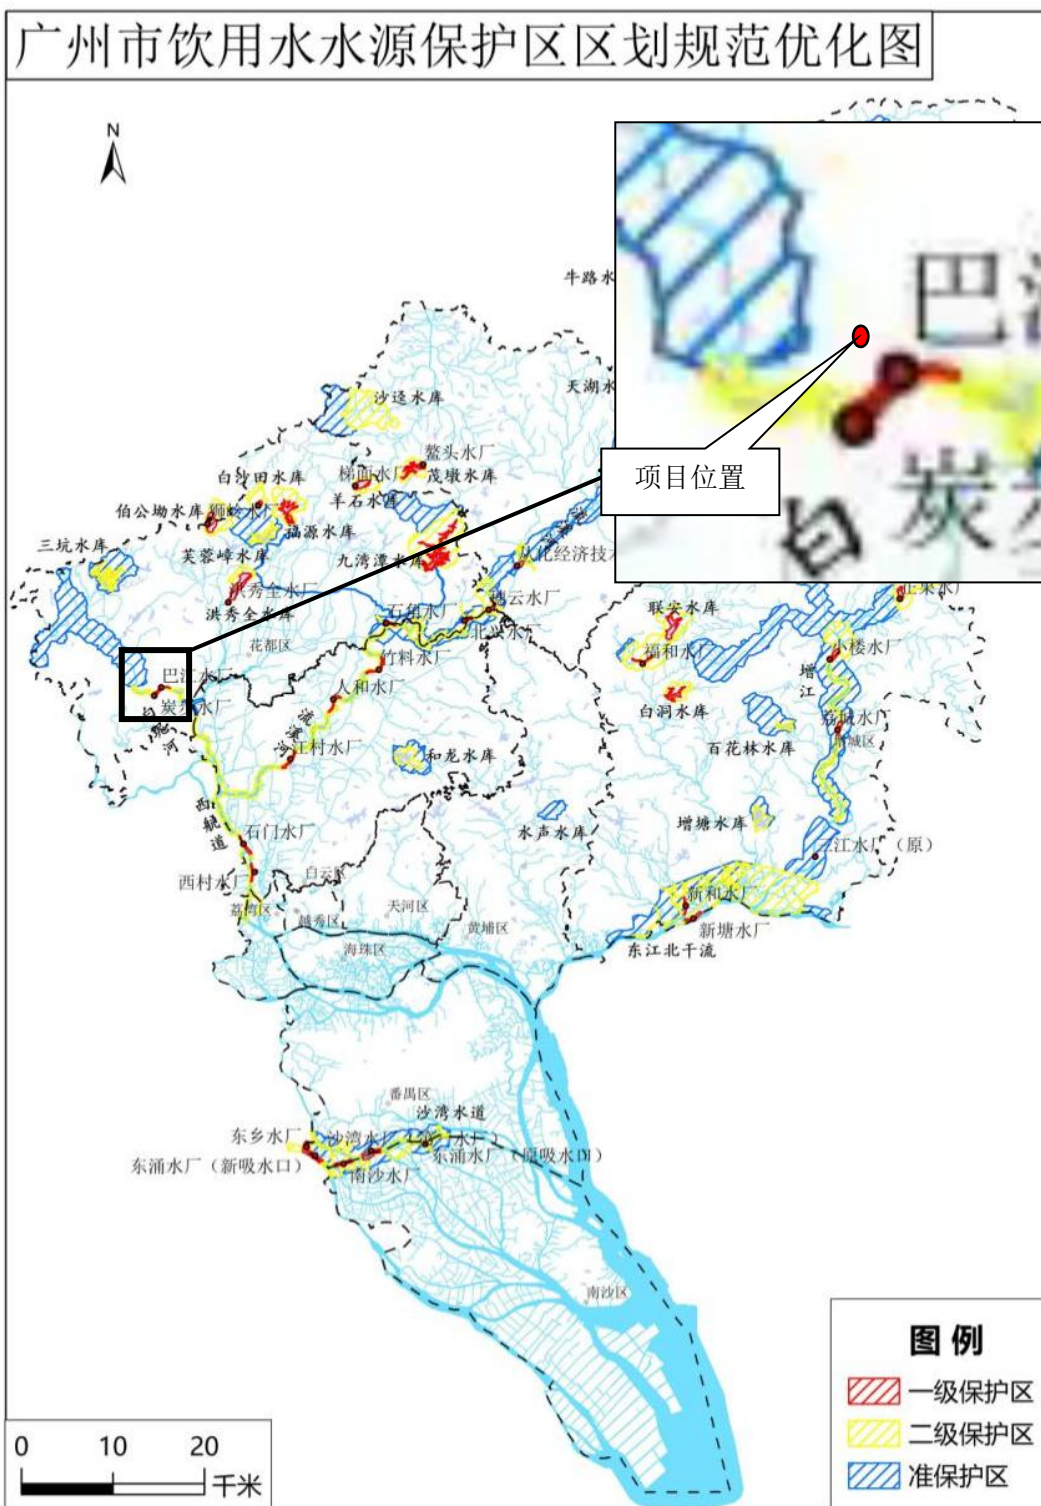 广州市饮用水水源保护区区划规范优化图
N
牛路水
巴
项目位置
炭
白
天湖水
沙迳水库
鳌头水厂
梯面水厂
茂墩水库
羊石水库
白沙田水库
伯公坳水库
福源水库
三坑水库
芙蓉嶂水库
九湾潭水库
从化经济技
洪秀全水厂
洪秀全水库
石角水厂
北兴水厂
联安水库
福和水厂
小楼水厂
花都区
竹料水厂
巴江水厂
人和水厂
增江
白洞水库
炭步水厂
流溪河
江村水厂
和龙水库
百花林水库
西航道
水声水库
增塘水库
石门水厂
三江水厂（原）
西村水厂
白云区
新和水厂
荔湾区
越秀区
天河区
黄埔区
新塘水厂
海珠区
东江北干流
番禺区
沙湾水道
东乡水厂
沙湾水厂
东涌水厂（新吸水口）
东涌水厂（原吸水口）
南沙水厂
南沙区
图例
一级保护区
二级保护区
准保护区
0 10 20
千米